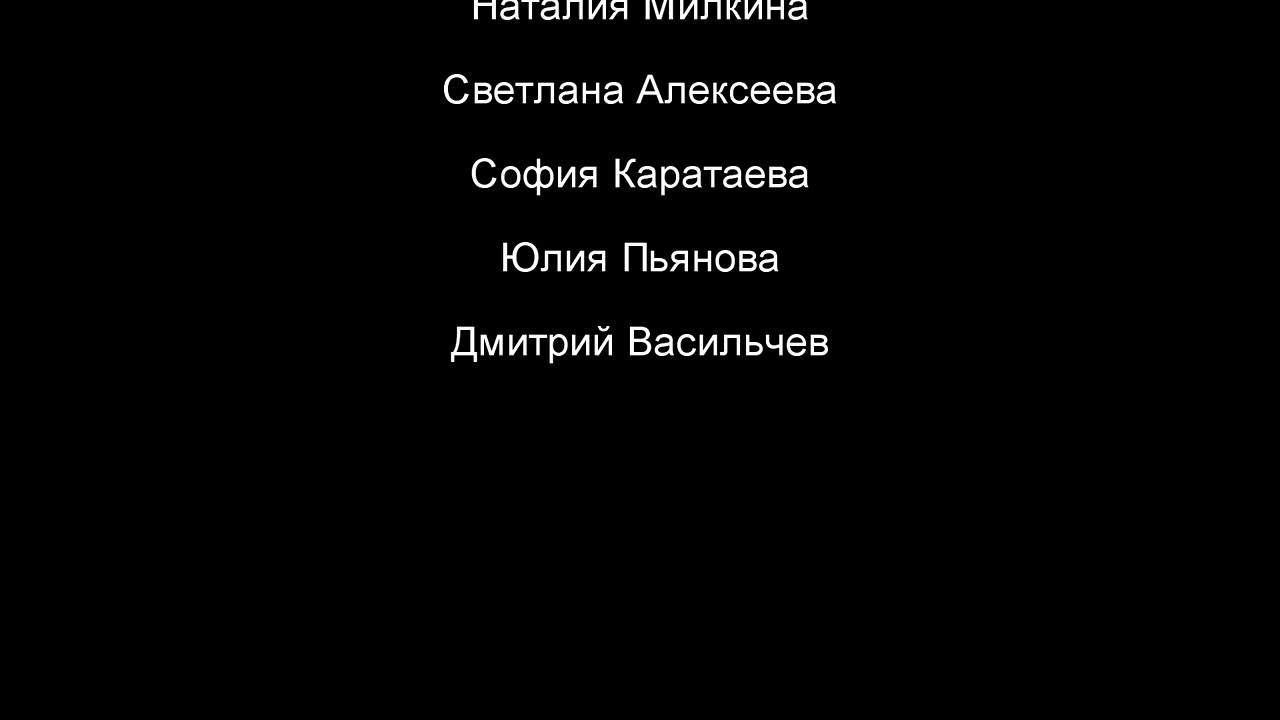 Наталия Милкина
Светлана Алексеева
София Каратаева
Юлия Пьянова
Дмитрий Васильчев